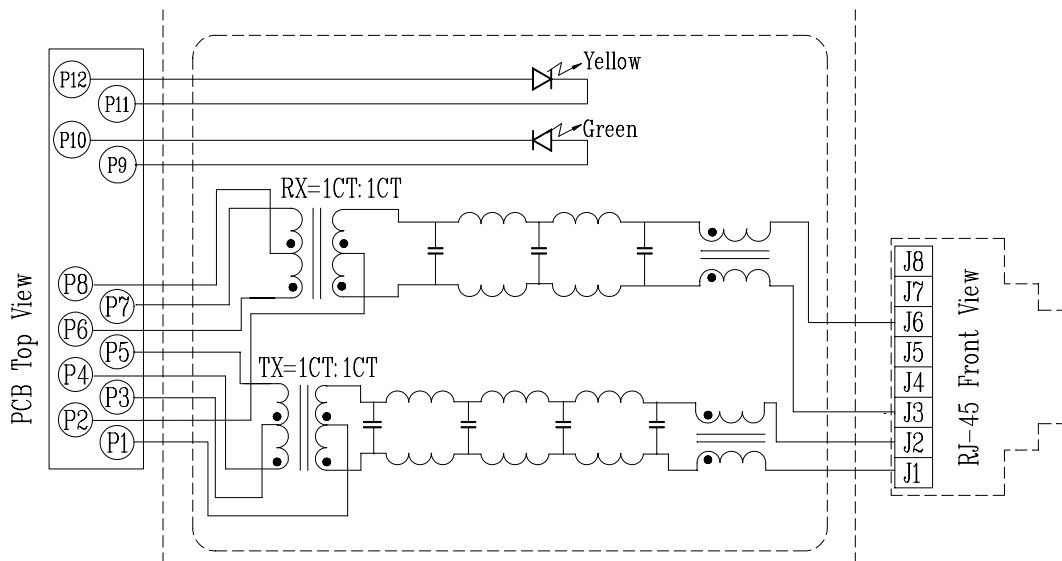 Yellow
P12
P11
Green
P10
P9
RX=1CT:1CT
P8
P7
P6
P5
P4
P3
P2
P1
PCB Top View
TX=1CT:1CT
J8
J7
J6
J5
J4
J3
J2
J1
RJ-45 Front View